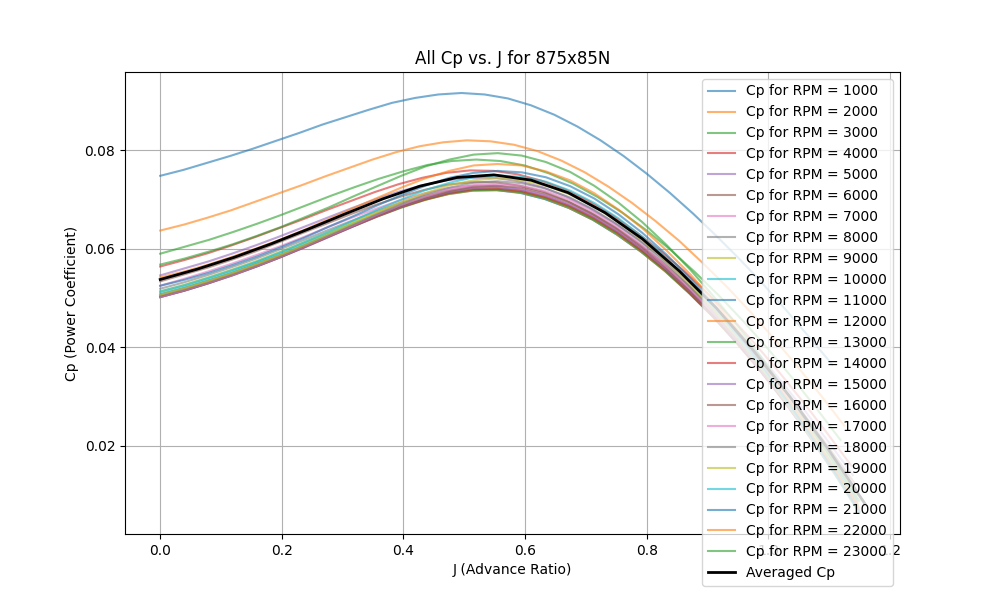 All Cp vs. J for 875x85N
Cp (Power Coefficient)
0.08
0.06
0.04
0.02
0.0
0.2
0.4
0.6
0.8
J (Advance Ratio)
Cp for RPM = 1000
Cp for RPM = 2000
Cp for RPM = 3000
Cp for RPM = 4000
Cp for RPM = 5000
Cp for RPM = 6000
Cp for RPM = 7000
Cp for RPM = 8000
Cp for RPM = 9000
Cp for RPM = 10000
Cp for RPM = 11000
Cp for RPM = 12000
Cp for RPM = 13000
Cp for RPM = 14000
Cp for RPM = 15000
Cp for RPM = 16000
Cp for RPM = 17000
Cp for RPM = 18000
Cp for RPM = 19000
Cp for RPM = 20000
Cp for RPM = 21000
Cp for RPM = 22000
Cp for RPM = 23000
Averaged Cp